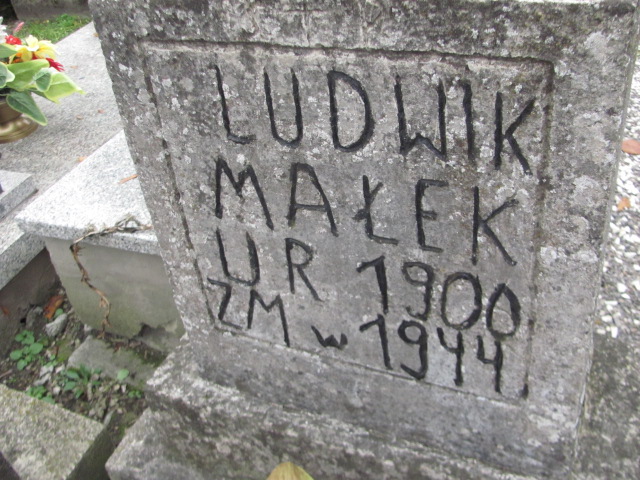 LUDWIK
MAŁEK
UR 1900
ZM w 1944.